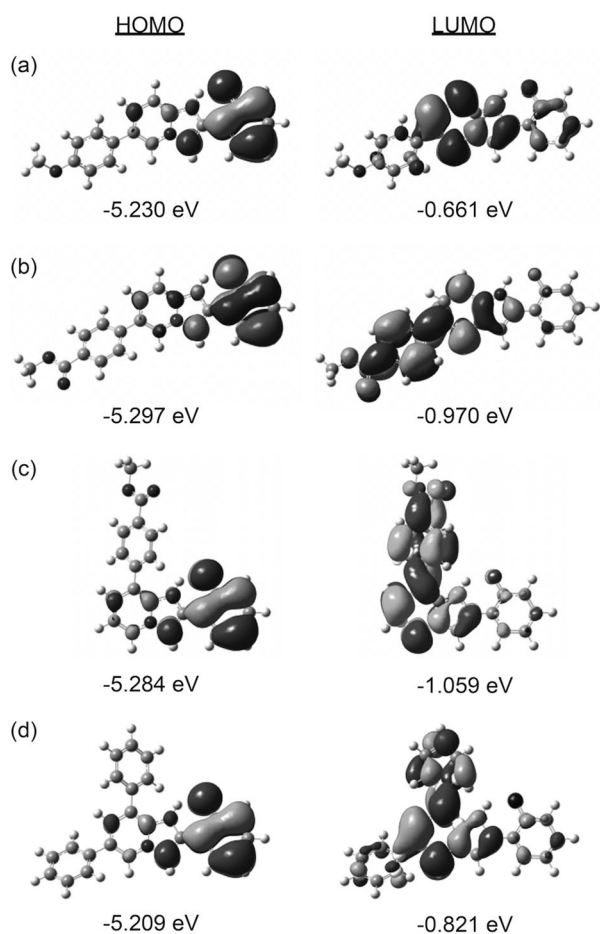 HOMO LUMO
(a)
-5.230 eV -0.661 eV
(b)
-5.297 eV -0.970 eV
(c)
-5.284 eV -1.059 eV
(d)
-5.209 eV -0.821 eV